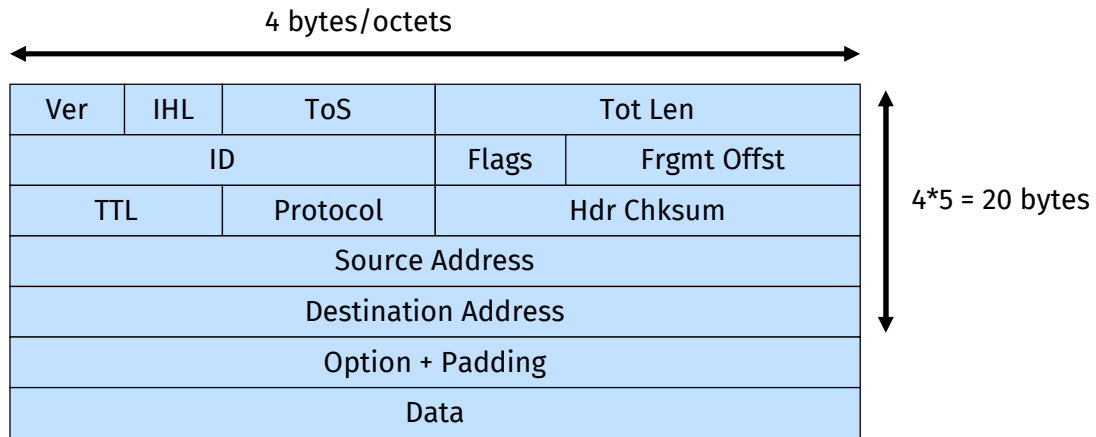 4 bytes/octets
Ver IHL ToS Tot Len
ID Flags Frgmt Offst
TTL Protocol Hdr Chksum
4*5 = 20 bytes
Source Address
Destination Address
Option + Padding
Data